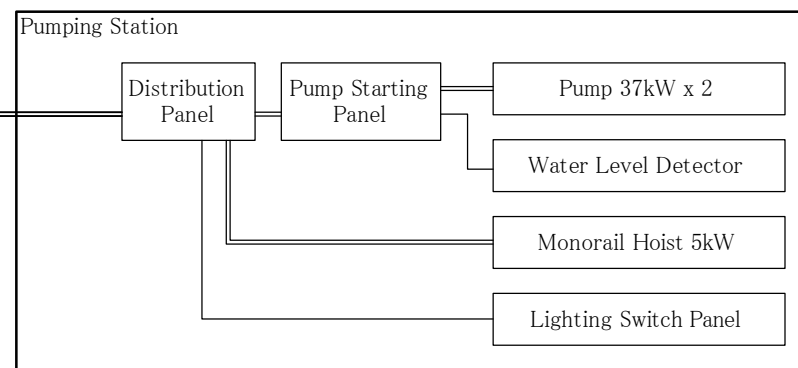 Pumping Station
Distribution
Panel
Pump Starting
Panel
Pump 37kW x 2
Water Level Detector
Monorail Hoist 5kW
Lighting Switch Panel